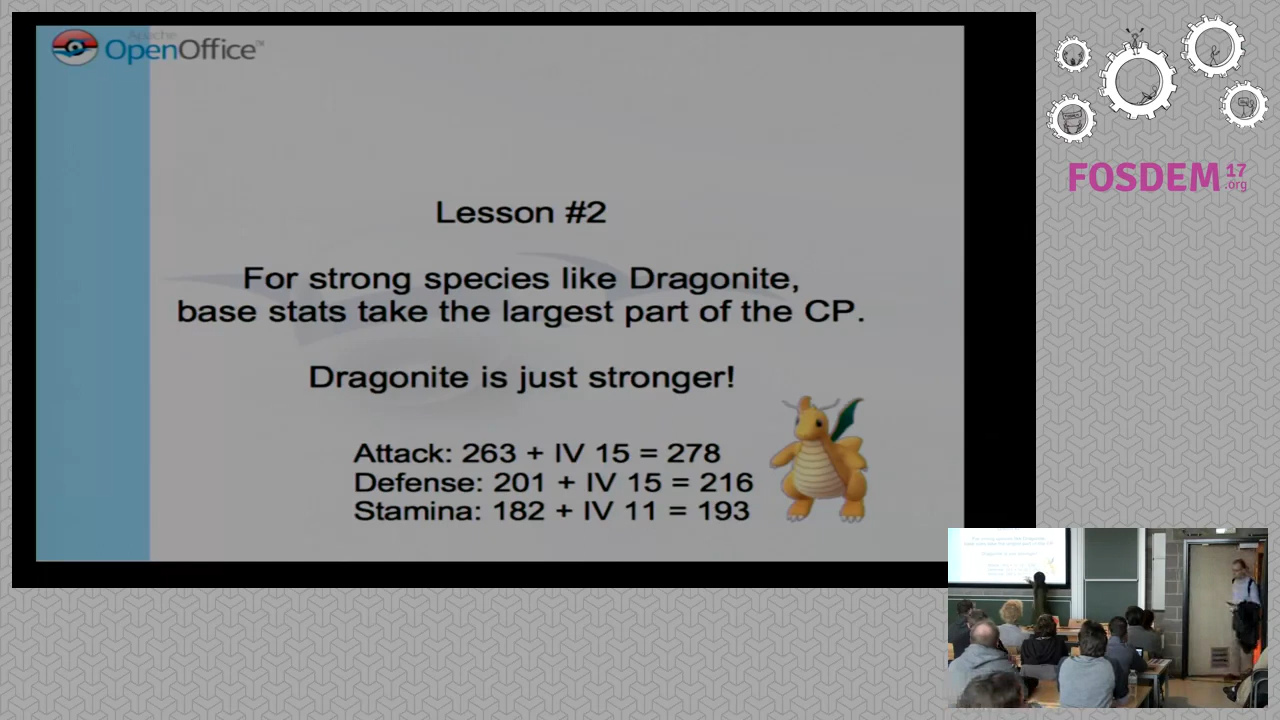 Apache
OpenOffice™
Lesson #2
For strong species like Dragonite,
base stats take the largest part of the CP.
Dragonite is just stronger!
Attack: 263 + IV 15 = 278
Defense: 201 + IV 15 = 216
Stamina: 182 + IV 11 = 193
FOSDEM 17
.org